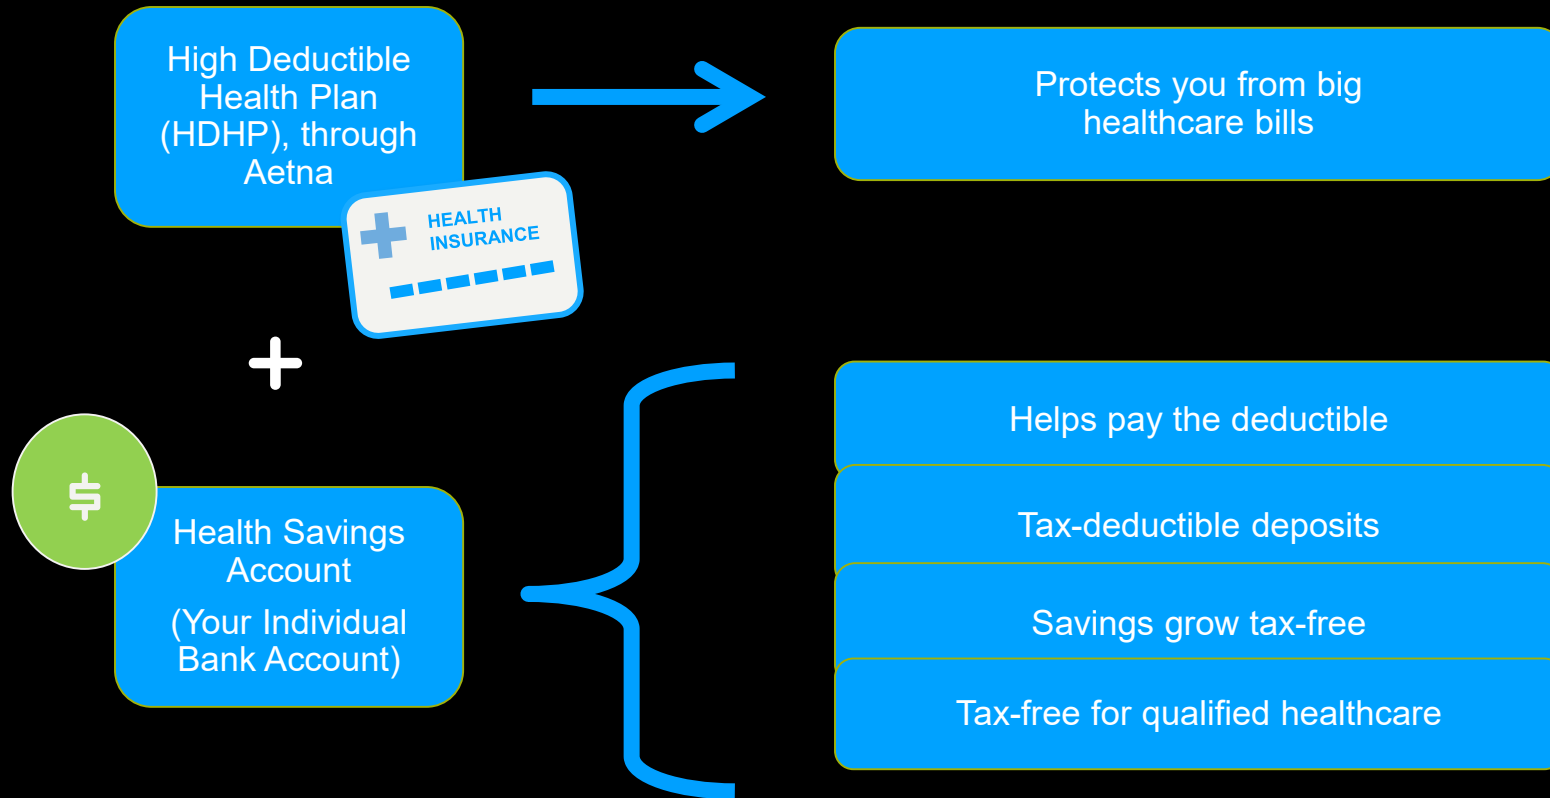 High Deductible
Health Plan
(HDHP), through
Aetna
HEALTH
INSURANCE
Protects you from big
healthcare bills
$
Health Savings
Account
(Your Individual
Bank Account)
Helps pay the deductible
Tax-deductible deposits
Savings grow tax-free
Tax-free for qualified healthcare